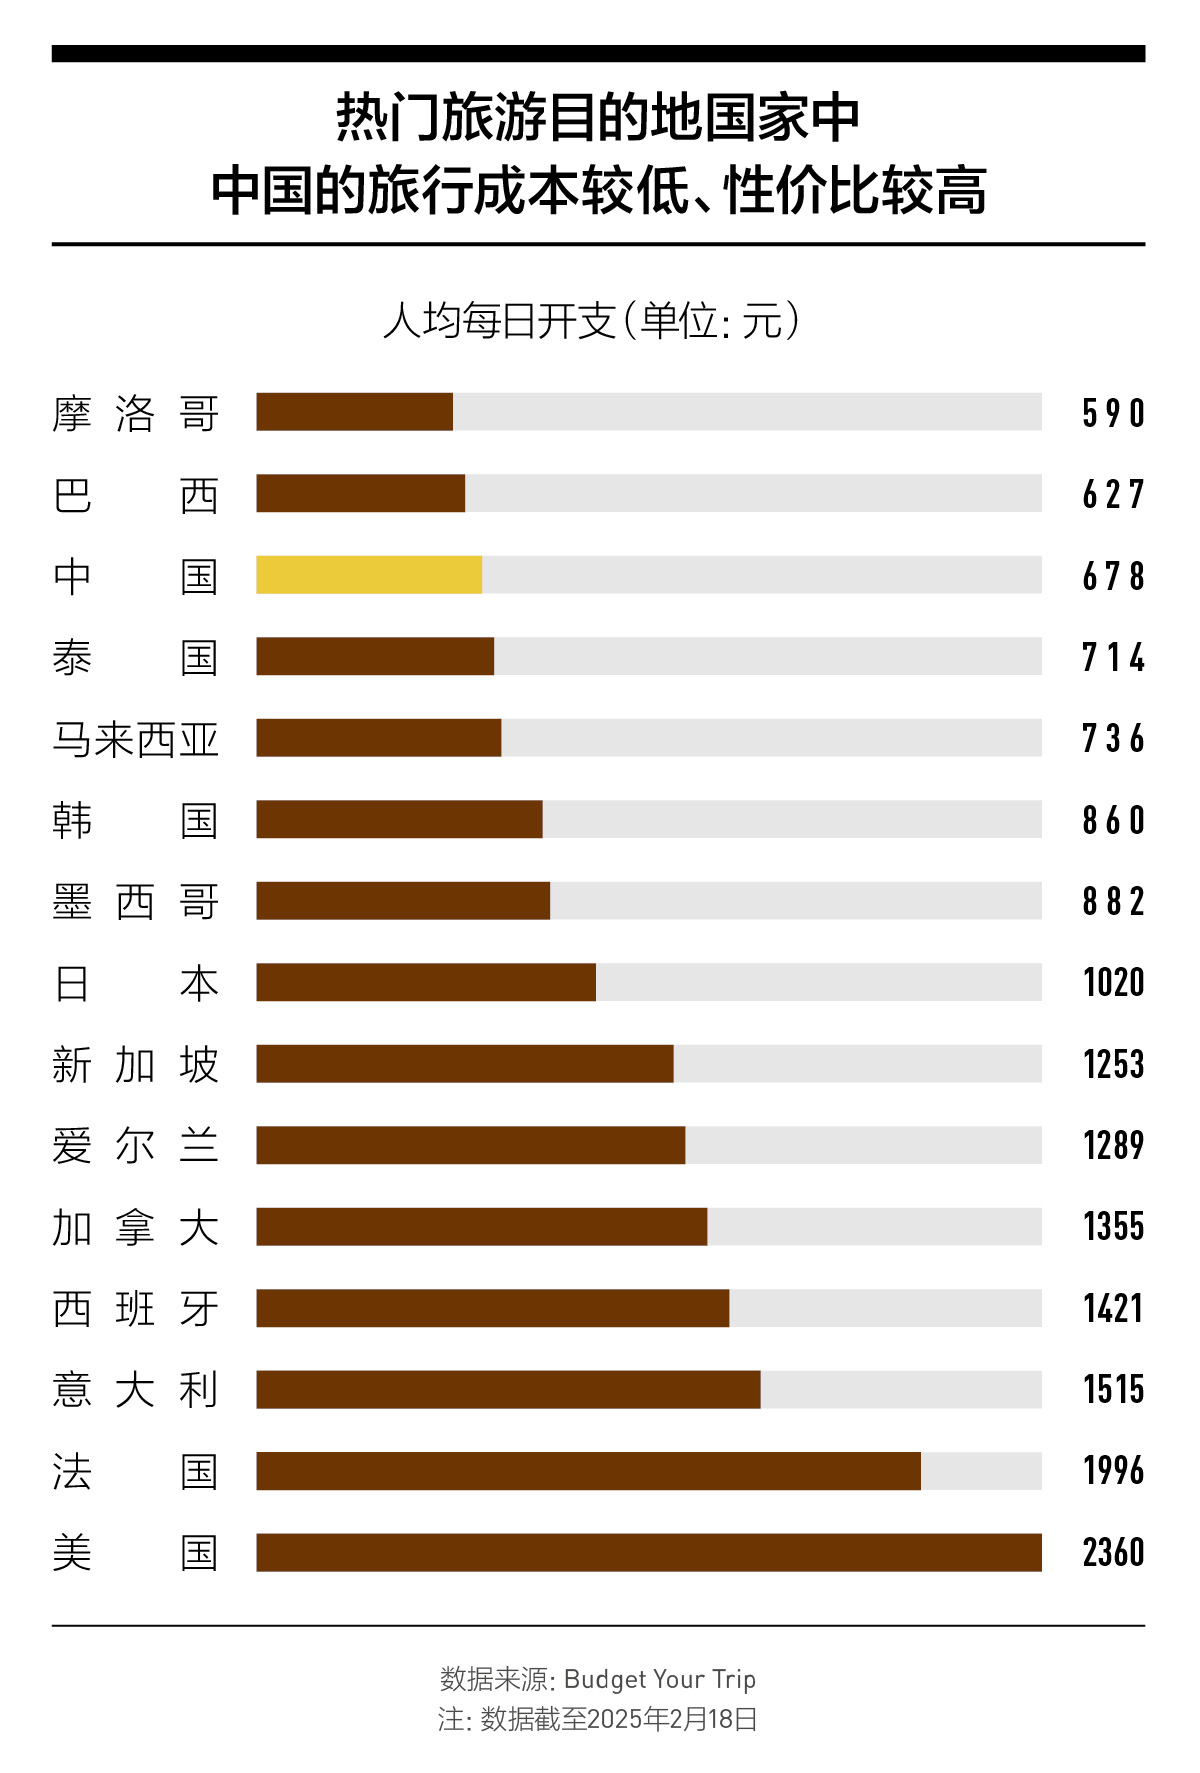 热门旅游目的地国家中
中国的旅行成本较低、性价比较高
人均每日开支(单位: 元)
摩洛哥 590
巴西 627
中国 678
泰国 714
马来西亚 736
韩国 860
墨西哥 882
日本 1020
新加坡 1253
爱尔兰 1289
加拿大 1355
西班牙 1421
意大利 1515
法国 1996
美国 2360
数据来源: Budget Your Trip
注: 数据截至2025年2月18日